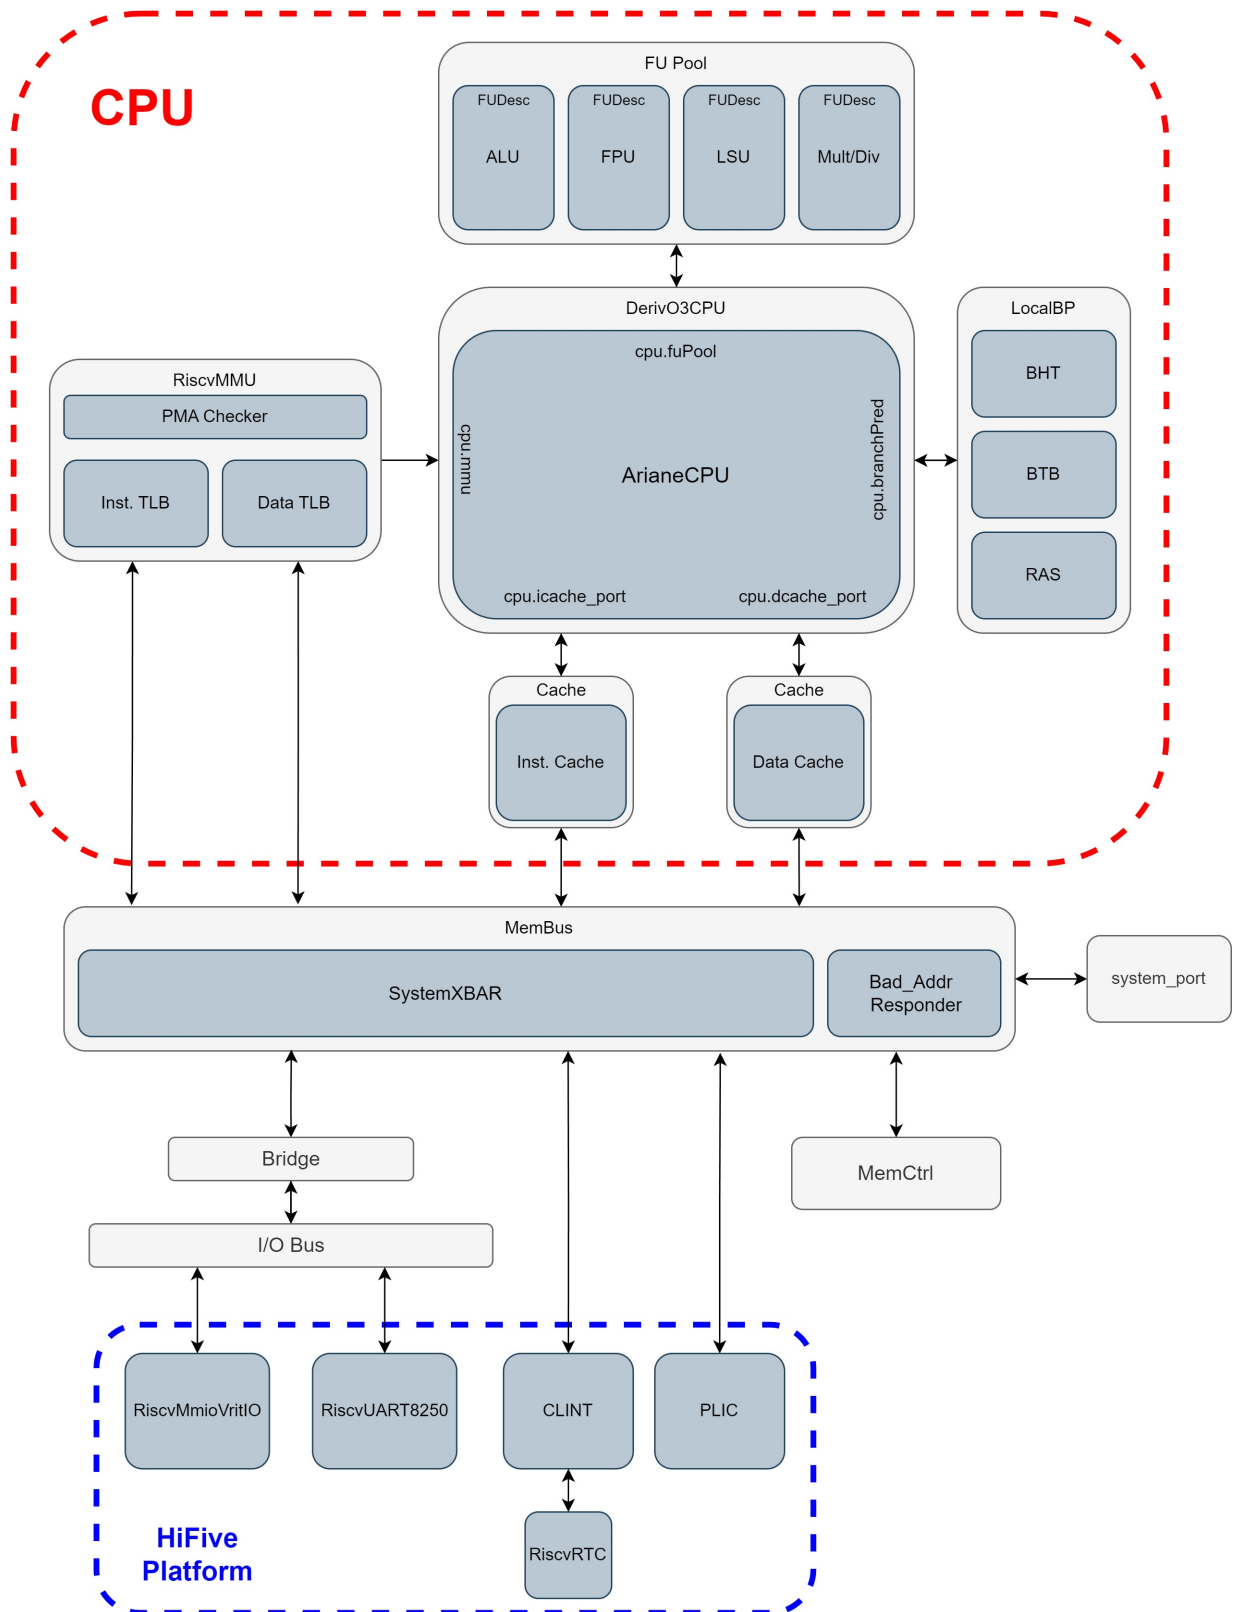 CPU
FU Pool
FUDesc
ALU
FUDesc
FPU
FUDesc
LSU
FUDesc
Mult/Div
DerivO3CPU
cpu.fuPool
cpu.mmu
ArianeCPU
cpu.branchPred
cpu.icache_port
cpu.dcache_port
LocalBP
BHT
BTB
RAS
RiscvMMU
PMA Checker
Inst. TLB
Data TLB
Cache
Inst. Cache
Cache
Data Cache
MemBus
SystemXBAR
Bad_Addr
Responder
system_port
Bridge
MemCtrl
I/O Bus
RiscvMmioVritIO
RiscvUART8250
CLINT
PLIC
RiscvRTC
HiFive
Platform